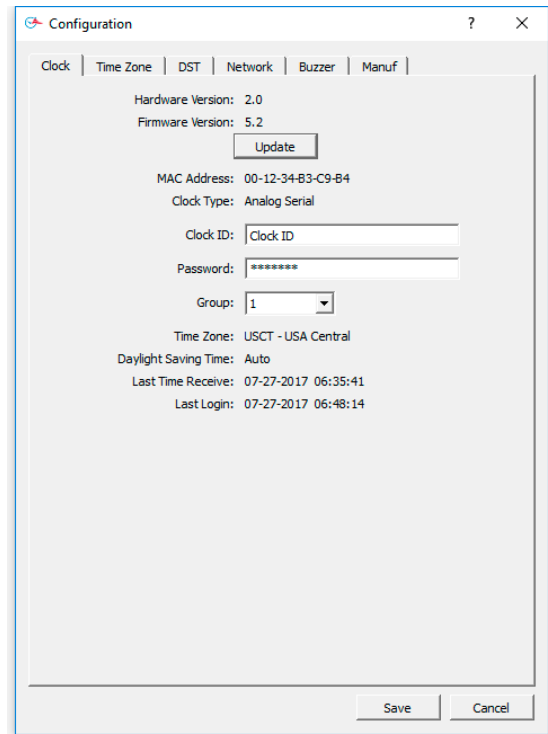 Configuration ? ×
Clock Time Zone DST Network Buzzer Manuf
Hardware Version: 2.0
Firmware Version: 5.2
Update
MAC Address: 00-12-34-B3-C9-B4
Clock Type: Analog Serial
Clock ID: Clock ID
Password: *******
Group: 1
Time Zone: USCT - USA Central
Daylight Saving Time: Auto
Last Time Receive: 07-27-2017 06:35:41
Last Login: 07-27-2017 06:48:14
Save Cancel